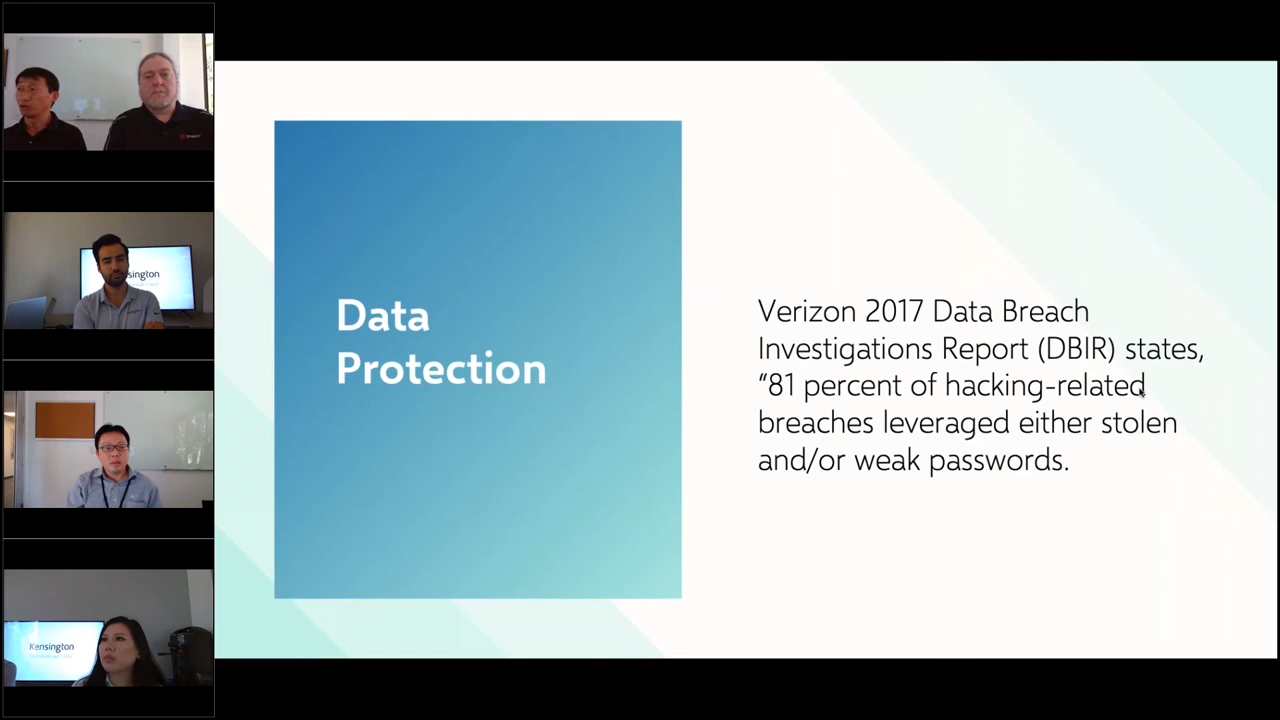 sington
Kensington
Data
Protection
Verizon 2017 Data Breach
Investigations Report (DBIR) states,
“81 percent of hacking-related
breaches leveraged either stolen
and/or weak passwords.